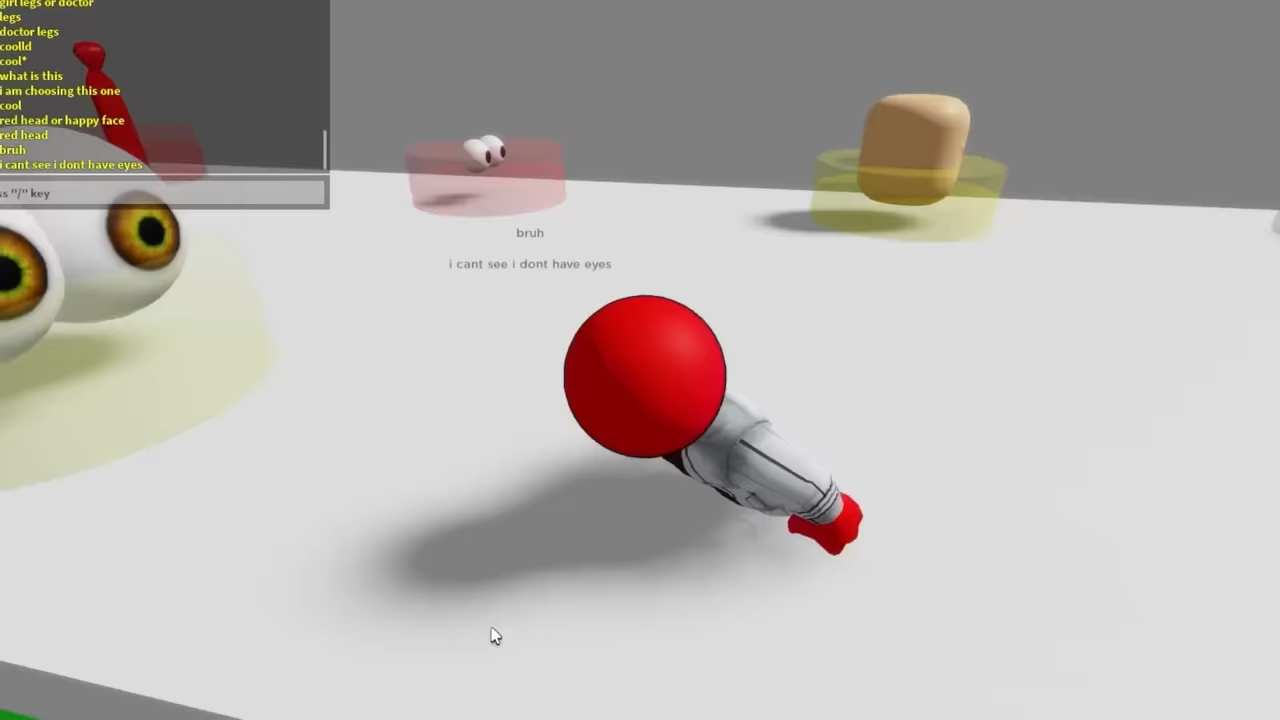 girl legs or doctor
legs
doctor legs
coolld
cool*
what is this
i am choosing this one
cool
red head or happy face
red head
bruh
i cant see i dont have eyes
"/" key
bruh
i cant see i dont have eyes